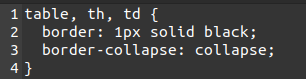 1 table, th, td {
2   border: 1px solid black;
3   border-collapse: collapse;
4 }